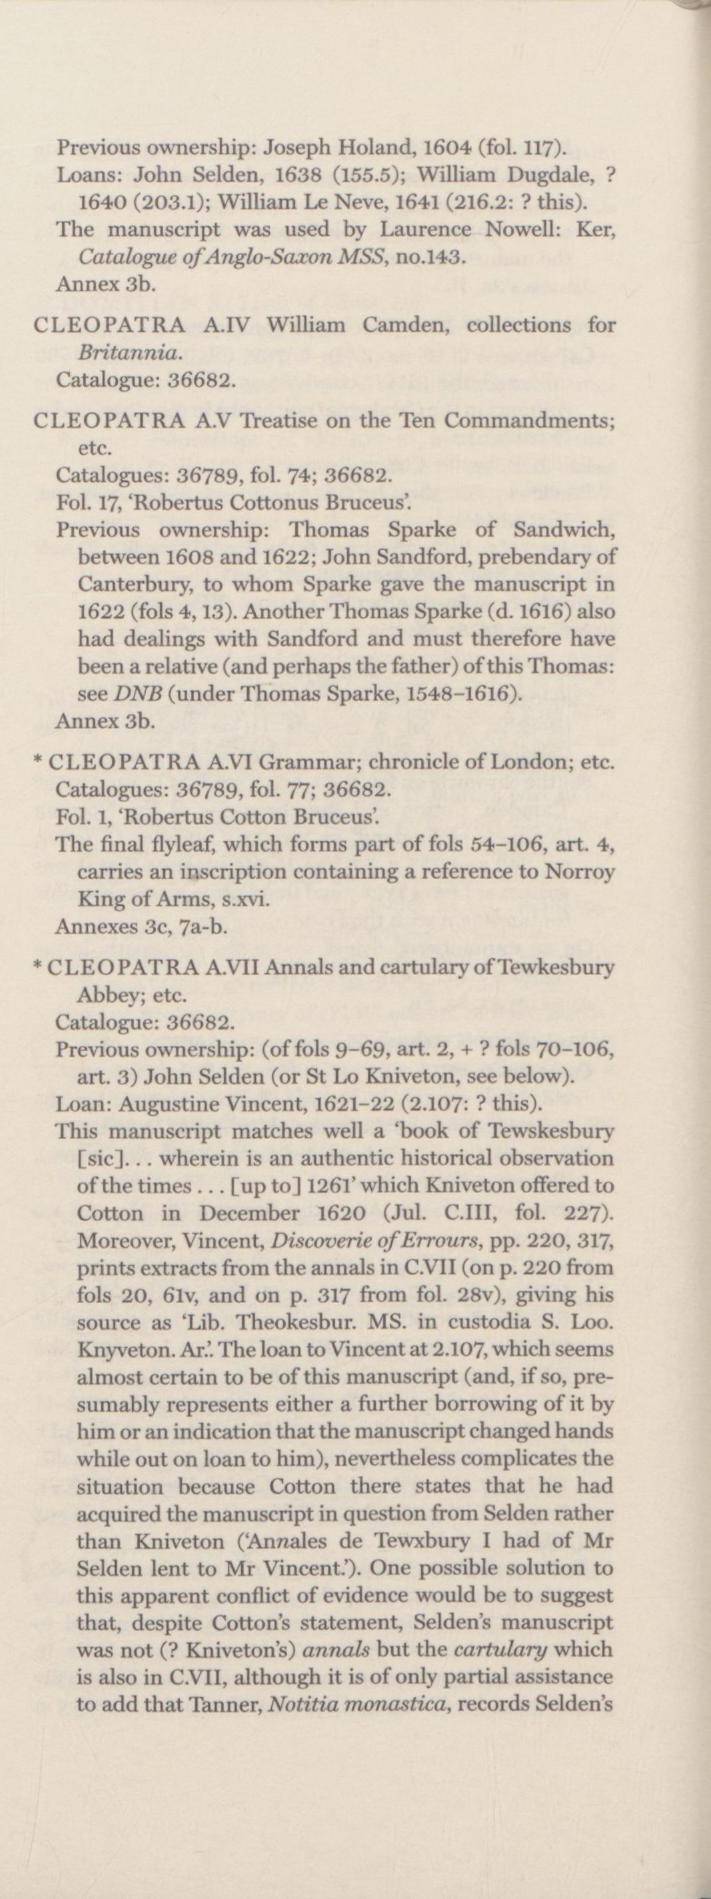 Previous ownership: Joseph Holand, 1604 (fol. 117).
Loans: John Selden, 1638 (155.5); William Dugdale, ?
1640 (203.1); William Le Neve, 1641 (216.2: ? this).
The manuscript was used by Laurence Nowell: Ker,
Catalogue of Anglo-Saxon MSS, no.143.
Annex 3b.
CLEOPATRA A.IV William Camden, collections for
Britannia.
Catalogue: 36682.
CLEOPATRA A.V Treatise on the Ten Commandments;
etc.
Catalogues: 36789, fol. 74; 36682.
Fol. 17, ‘Robertus Cottonus Bruceus’.
Previous ownership: Thomas Sparke of Sandwich,
between 1608 and 1622; John Sandford, prebendary of
Canterbury, to whom Sparke gave the manuscript in
1622 (fols 4, 13). Another Thomas Sparke (d. 1616) also
had dealings with Sandford and must therefore have
been a relative (and perhaps the father) of this Thomas:
see DNB (under Thomas Sparke, 1548–1616).
Annex 3b.
* CLEOPATRA A.VI Grammar; chronicle of London; etc.
Catalogues: 36789, fol. 77; 36682.
Fol. 1, ‘Robertus Cotton Bruceus’.
The final flyleaf, which forms part of fols 54–106, art. 4,
carries an inscription containing a reference to Norroy
King of Arms, s.xvi.
Annexes 3c, 7a-b.
* CLEOPATRA A.VII Annals and cartulary of Tewkesbury
Abbey; etc.
Catalogue: 36682.
Previous ownership: (of fols 9–69, art. 2, + ? fols 70–106,
art. 3) John Selden (or St Lo Kniveton, see below).
Loan: Augustine Vincent, 1621–22 (2.107: ? this).
This manuscript matches well a ‘book of Tewskesbury
[sic]. . . wherein is an authentic historical observation
of the times . . . [up to] 1261’ which Kniveton offered to
Cotton in December 1620 (Jul. C.III, fol. 227).
Moreover, Vincent, Discoverie of Errours, pp. 220, 317,
prints extracts from the annals in C.VII (on p. 220 from
fols 20, 61v, and on p. 317 from fol. 28v), giving his
source as ‘Lib. Theokesbur. MS. in custodia S. Loo.
Knyveton. Ar.’. The loan to Vincent at 2.107, which seems
almost certain to be of this manuscript (and, if so, pre-
sumably represents either a further borrowing of it by
him or an indication that the manuscript changed hands
while out on loan to him), nevertheless complicates the
situation because Cotton there states that he had
acquired the manuscript in question from Selden rather
than Kniveton (‘Annales de Tewxbury I had of Mr
Selden lent to Mr Vincent.’). One possible solution to
this apparent conflict of evidence would be to suggest
that, despite Cotton’s statement, Selden’s manuscript
was not (? Kniveton’s) annals but the cartulary which
is also in C.VII, although it is of only partial assistance
to add that Tanner, Notitia monastica, records Selden’s